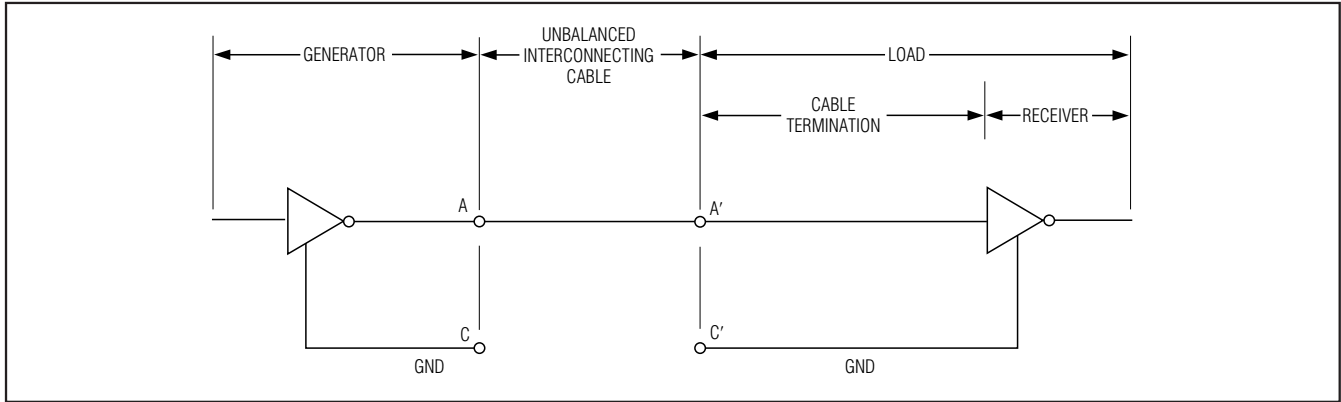 GENERATOR
UNBALANCED
INTERCONNECTING
CABLE
LOAD
CABLE
TERMINATION
RECEIVER
A
A′
C
C′
GND
GND